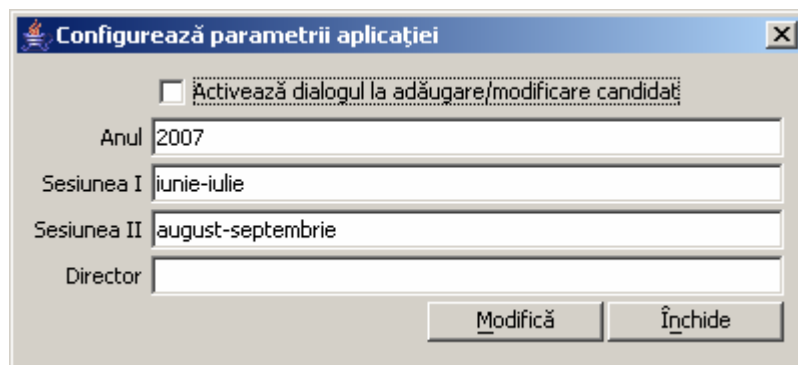 Configurează parametrii aplicaţiei
Activează dialogul la adăugare/modificare candidat
Anul 2007
Sesiunea I iunie-iulie
Sesiunea II august-septembrie
Director
Modifică Închide